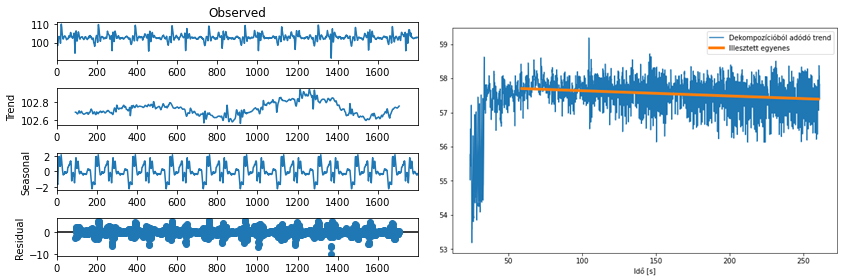 Observed
110
100
0 200 400 600 800 1000 1200 1400 1600
Trend
102.8
102.6
0 200 400 600 800 1000 1200 1400 1600
Seasonal
2
0
−2
0 200 400 600 800 1000 1200 1400 1600
Residual
0
−10
0 200 400 600 800 1000 1200 1400 1600
Dekompozícióból adódó trend
Illesztett egyenes
59
58
57
56
55
54
53
50 100 150 200 250
Idő [s]